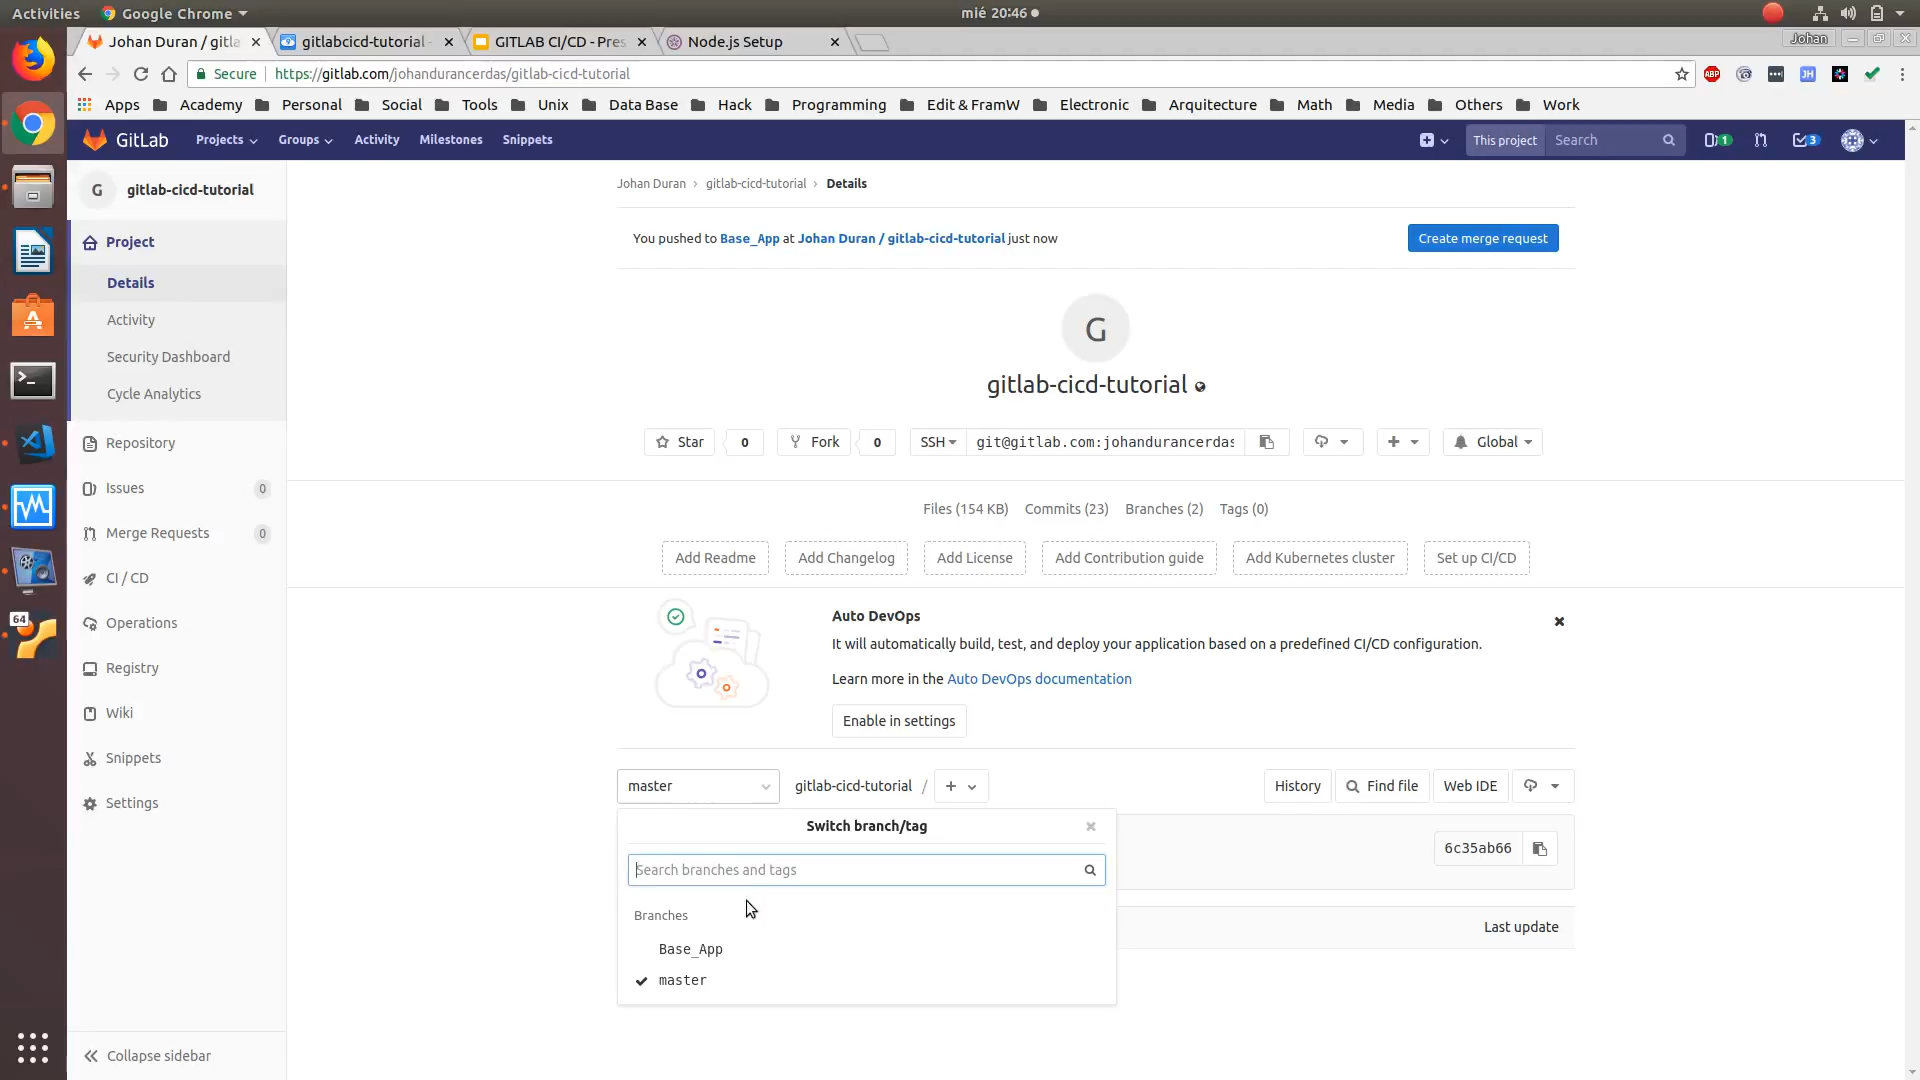 Activities Google Chrome mié 20:46
Johan Duran / gitla gitlabcicd-tutorial - GITLAB CI/CD - Pres Node.js Setup Johan
Secure https://gitlab.com/johandurancerdas/gitlab-cicd-tutorial ABP JH
Apps Academy Personal Social Tools Unix Data Base Hack Programming Edit & FramW Electronic Arquitecture Math Media Others Work
GitLab Projects Groups Activity Milestones Snippets This project Search 1 3
G gitlab-cicd-tutorial
Project
Details
Activity
Security Dashboard
Cycle Analytics
Repository
Issues 0
Merge Requests 0
CI / CD
Operations
Registry
Wiki
Snippets
Settings
Collapse sidebar
64
Johan Duran › gitlab-cicd-tutorial › Details
You pushed to Base_App at Johan Duran / gitlab-cicd-tutorial just now Create merge request
G
gitlab-cicd-tutorial
Star 0 Fork 0 SSH git@gitlab.com:johandurancerdas Global
Files (154 KB) Commits (23) Branches (2) Tags (0)
Add Readme Add Changelog Add License Add Contribution guide Add Kubernetes cluster Set up CI/CD
Auto DevOps
It will automatically build, test, and deploy your application based on a predefined CI/CD configuration.
Learn more in the Auto DevOps documentation
Enable in settings
master gitlab-cicd-tutorial / + History Find file Web IDE
Switch branch/tag
6c35ab66
Search branches and tags
Branches
Last update
Base_App
master